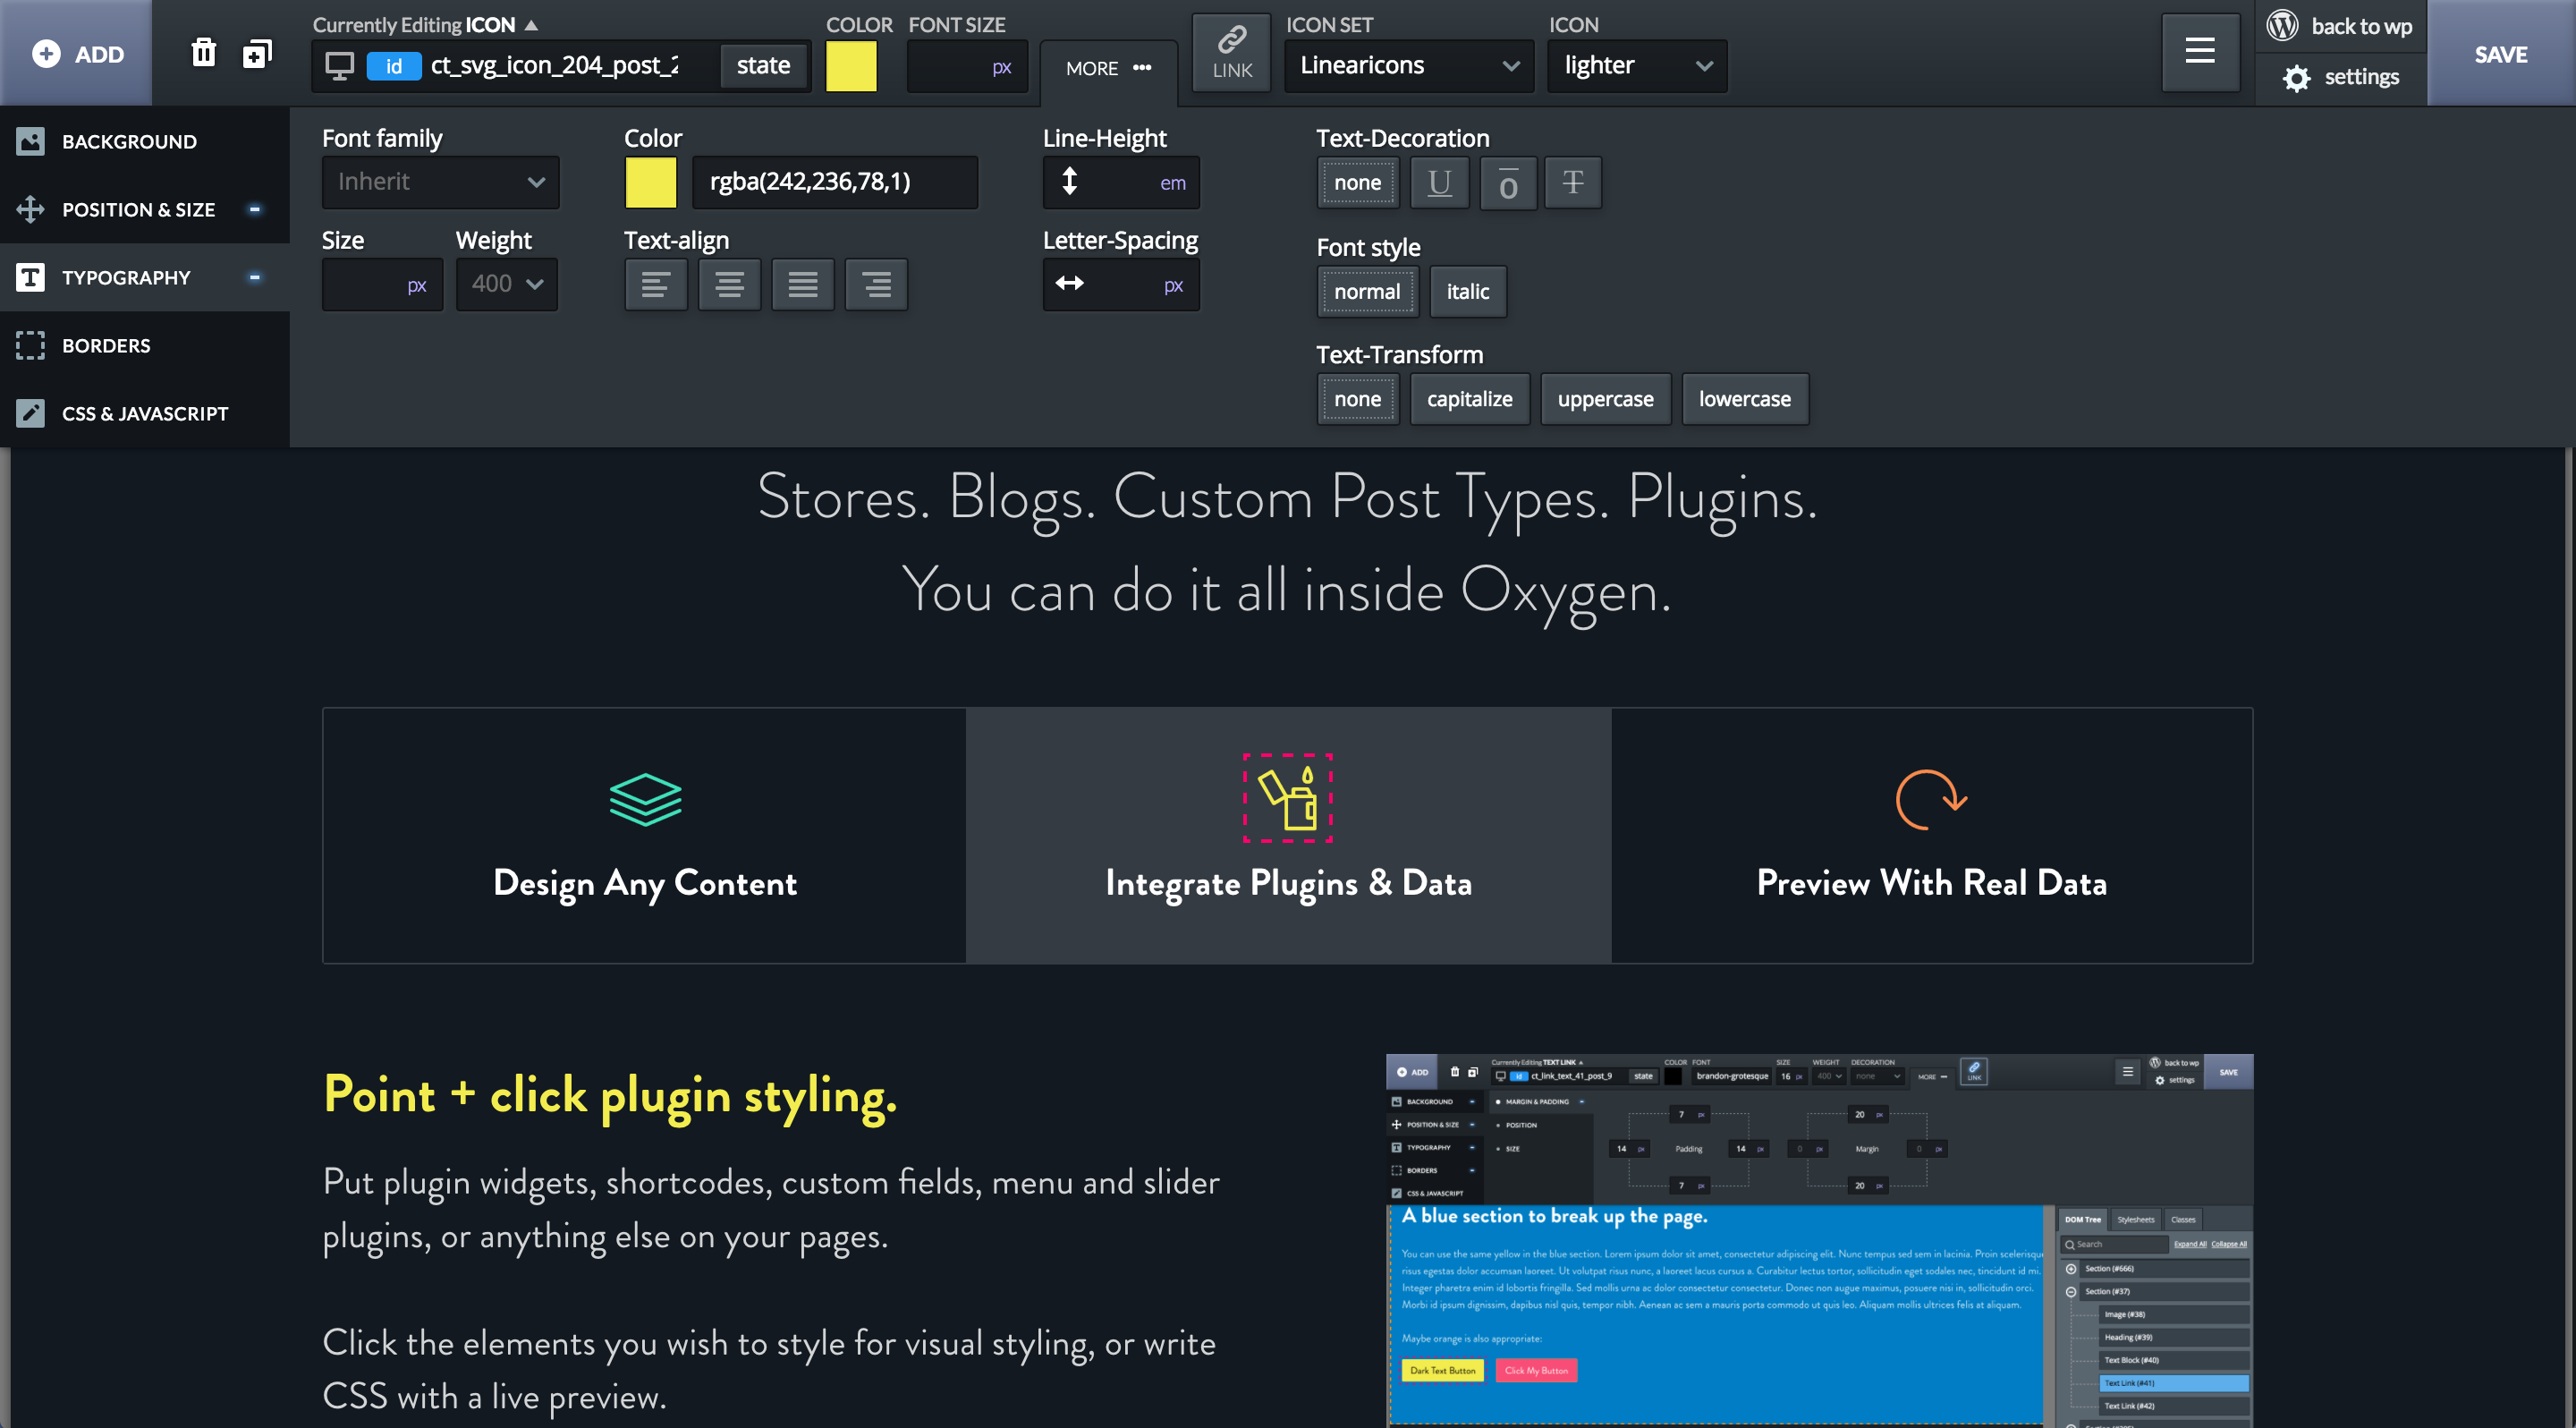 ADD
Currently Editing ICON
id ct_svg_icon_204_post_2 state
COLOR
FONT SIZE
px
MORE
LINK
ICON SET
Linearicons
ICON
lighter
back to wp
settings
SAVE
BACKGROUND
POSITION & SIZE
TYPOGRAPHY
BORDERS
CSS & JAVASCRIPT
Font family
Inherit
Size
px
Weight
400
Color
rgba(242,236,78,1)
Text-align
Line-Height
em
Letter-Spacing
px
Text-Decoration
none U o T
Font style
normal italic
Text-Transform
none capitalize uppercase lowercase
Stores. Blogs. Custom Post Types. Plugins.
You can do it all inside Oxygen.
Design Any Content
Integrate Plugins & Data
Preview With Real Data
Point + click plugin styling.
Put plugin widgets, shortcodes, custom fields, menu and slider
plugins, or anything else on your pages.
Click the elements you wish to style for visual styling, or write
CSS with a live preview.
ADD
Currently Editing TEXT LINK
id ct_link_text_41_post_9 state
COLOR
FONT
brandon-grotesque
SIZE
16 px
WEIGHT
400
DECORATION
none
MORE
LINK
back to wp
settings
SAVE
BACKGROUND
POSITION & SIZE
TYPOGRAPHY
BORDERS
CSS & JAVASCRIPT
MARGIN & PADDING
POSITION
SIZE
7 px
14 px Padding 14 px
7 px
20 px
0 px Margin 0 px
20 px
A blue section to break up the page.
You can use the same yellow in the blue section. Lorem ipsum dolor sit amet, consectetur adipiscing elit. Nunc tempus sed sem in lacinia. Proin scelerisqu
risus egestas dolor accumsan laoreet. Ut volutpat risus nunc, a laoreet lacus cursus a. Curabitur lectus tortor, sollicitudin eget sodales nec, tincidunt id mi.
Integer pharetra enim id lobortis fringilla. Sed mollis urna ac dolor consectetur consectetur. Donec non augue maximus, posuere nisi in, sollicitudin orci.
Morbi id ipsum dignissim, dapibus nisl quis, tempor nibh. Aenean ac sem a mauris porta commodo ut quis leo. Aliquam mollis ultrices felis at aliquam.
Maybe orange is also appropriate:
Dark Text Button
Click My Button
DOM Tree Stylesheets Classes
Search Expand All Collapse All
Section (#666)
Section (#37)
Image (#38)
Heading (#39)
Text Block (#40)
Text Link (#41)
Text Link (#42)